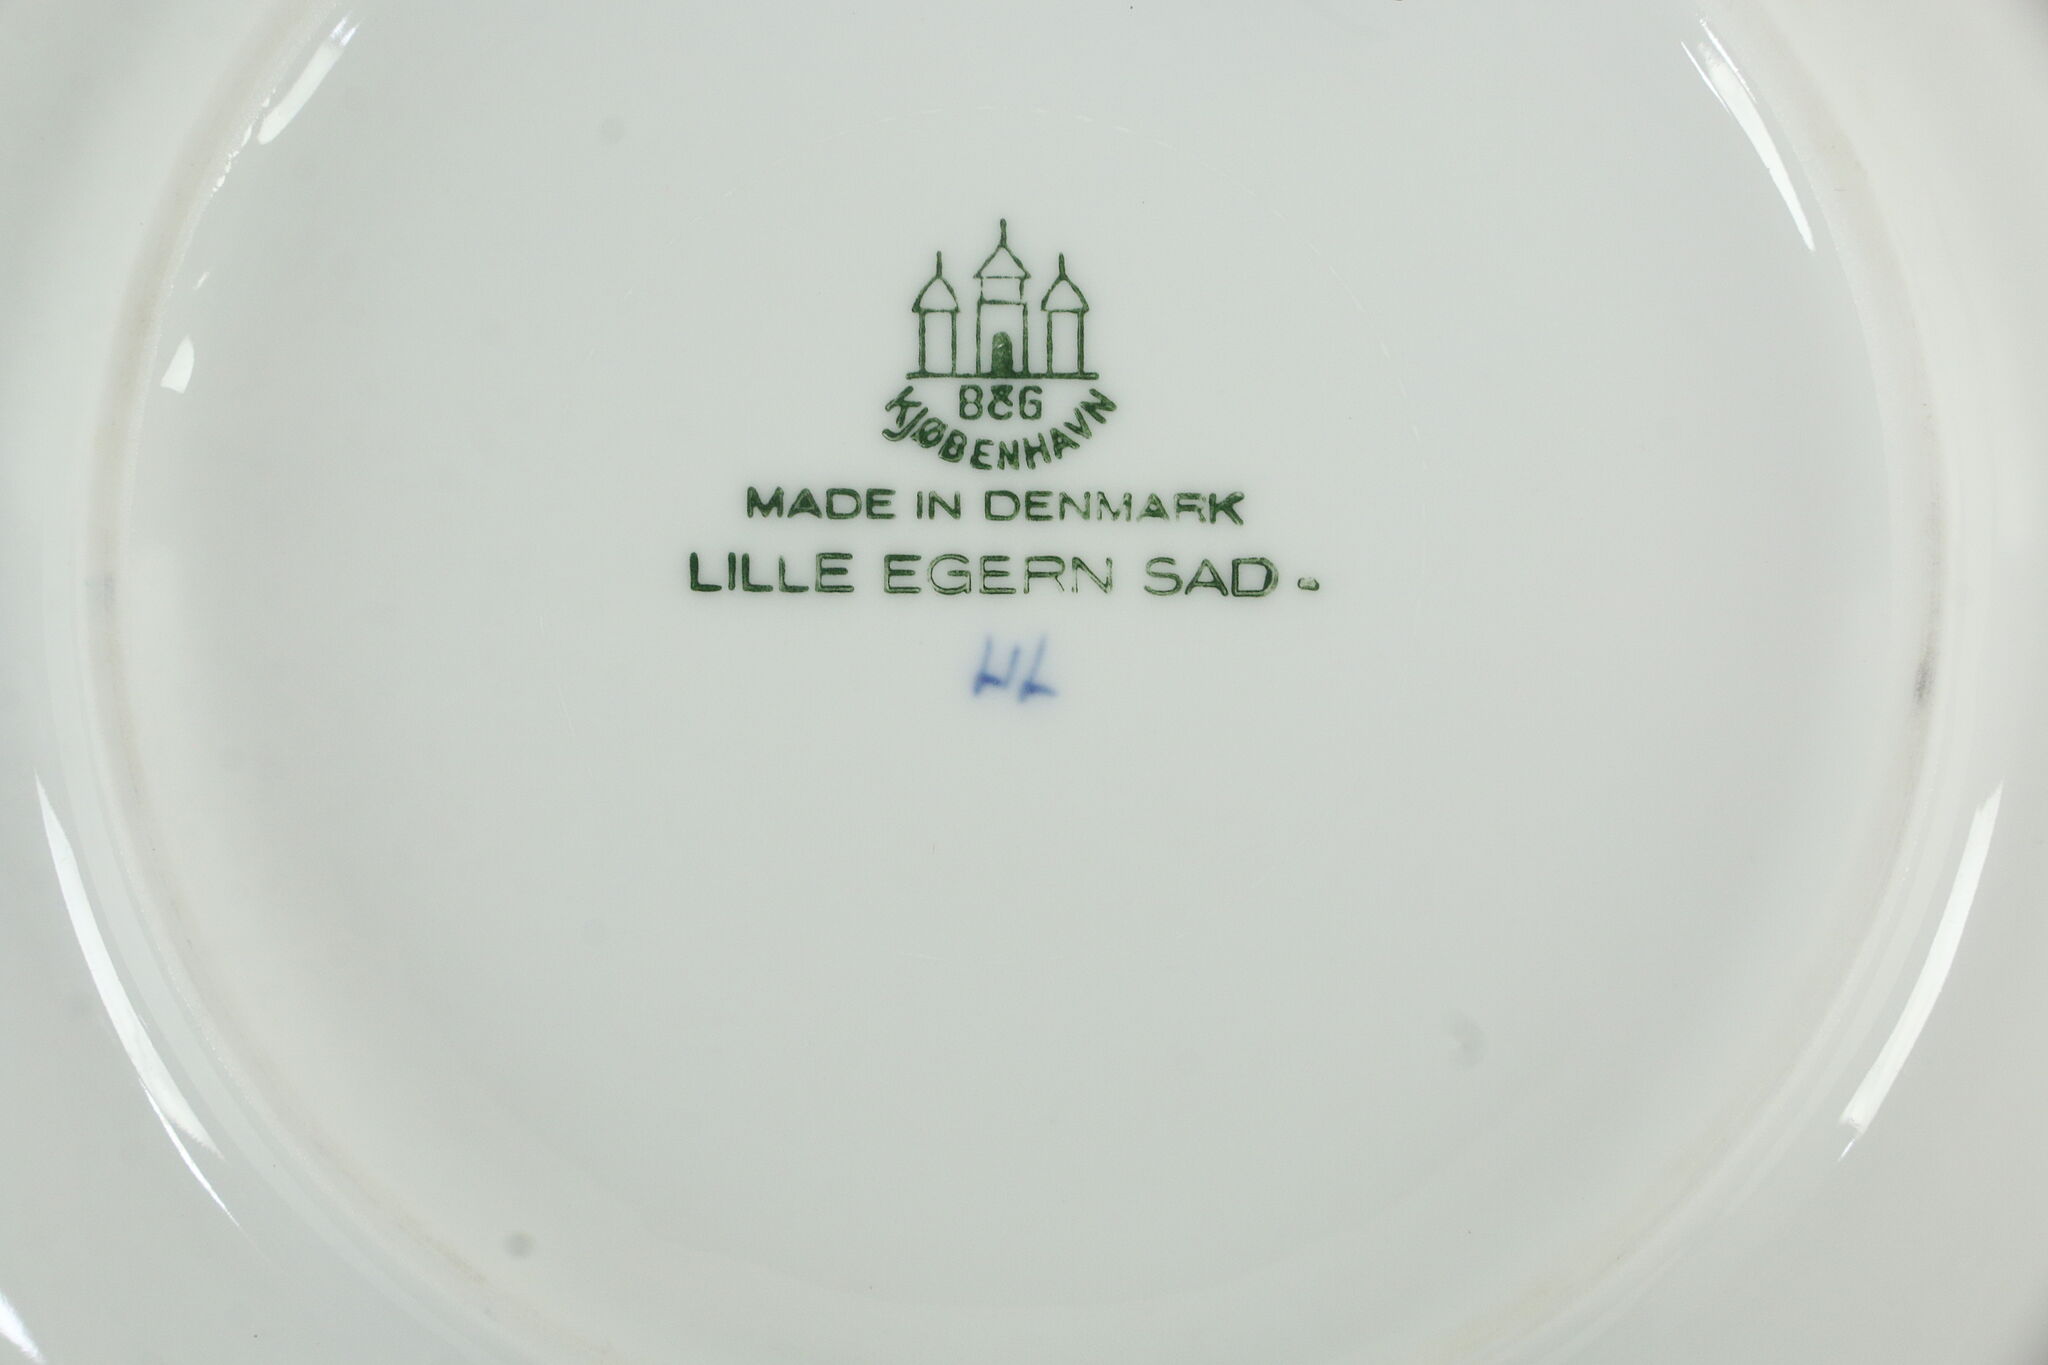 B&G
KJØBENHAVN
MADE IN DENMARK
LILLE EGERN SAD -